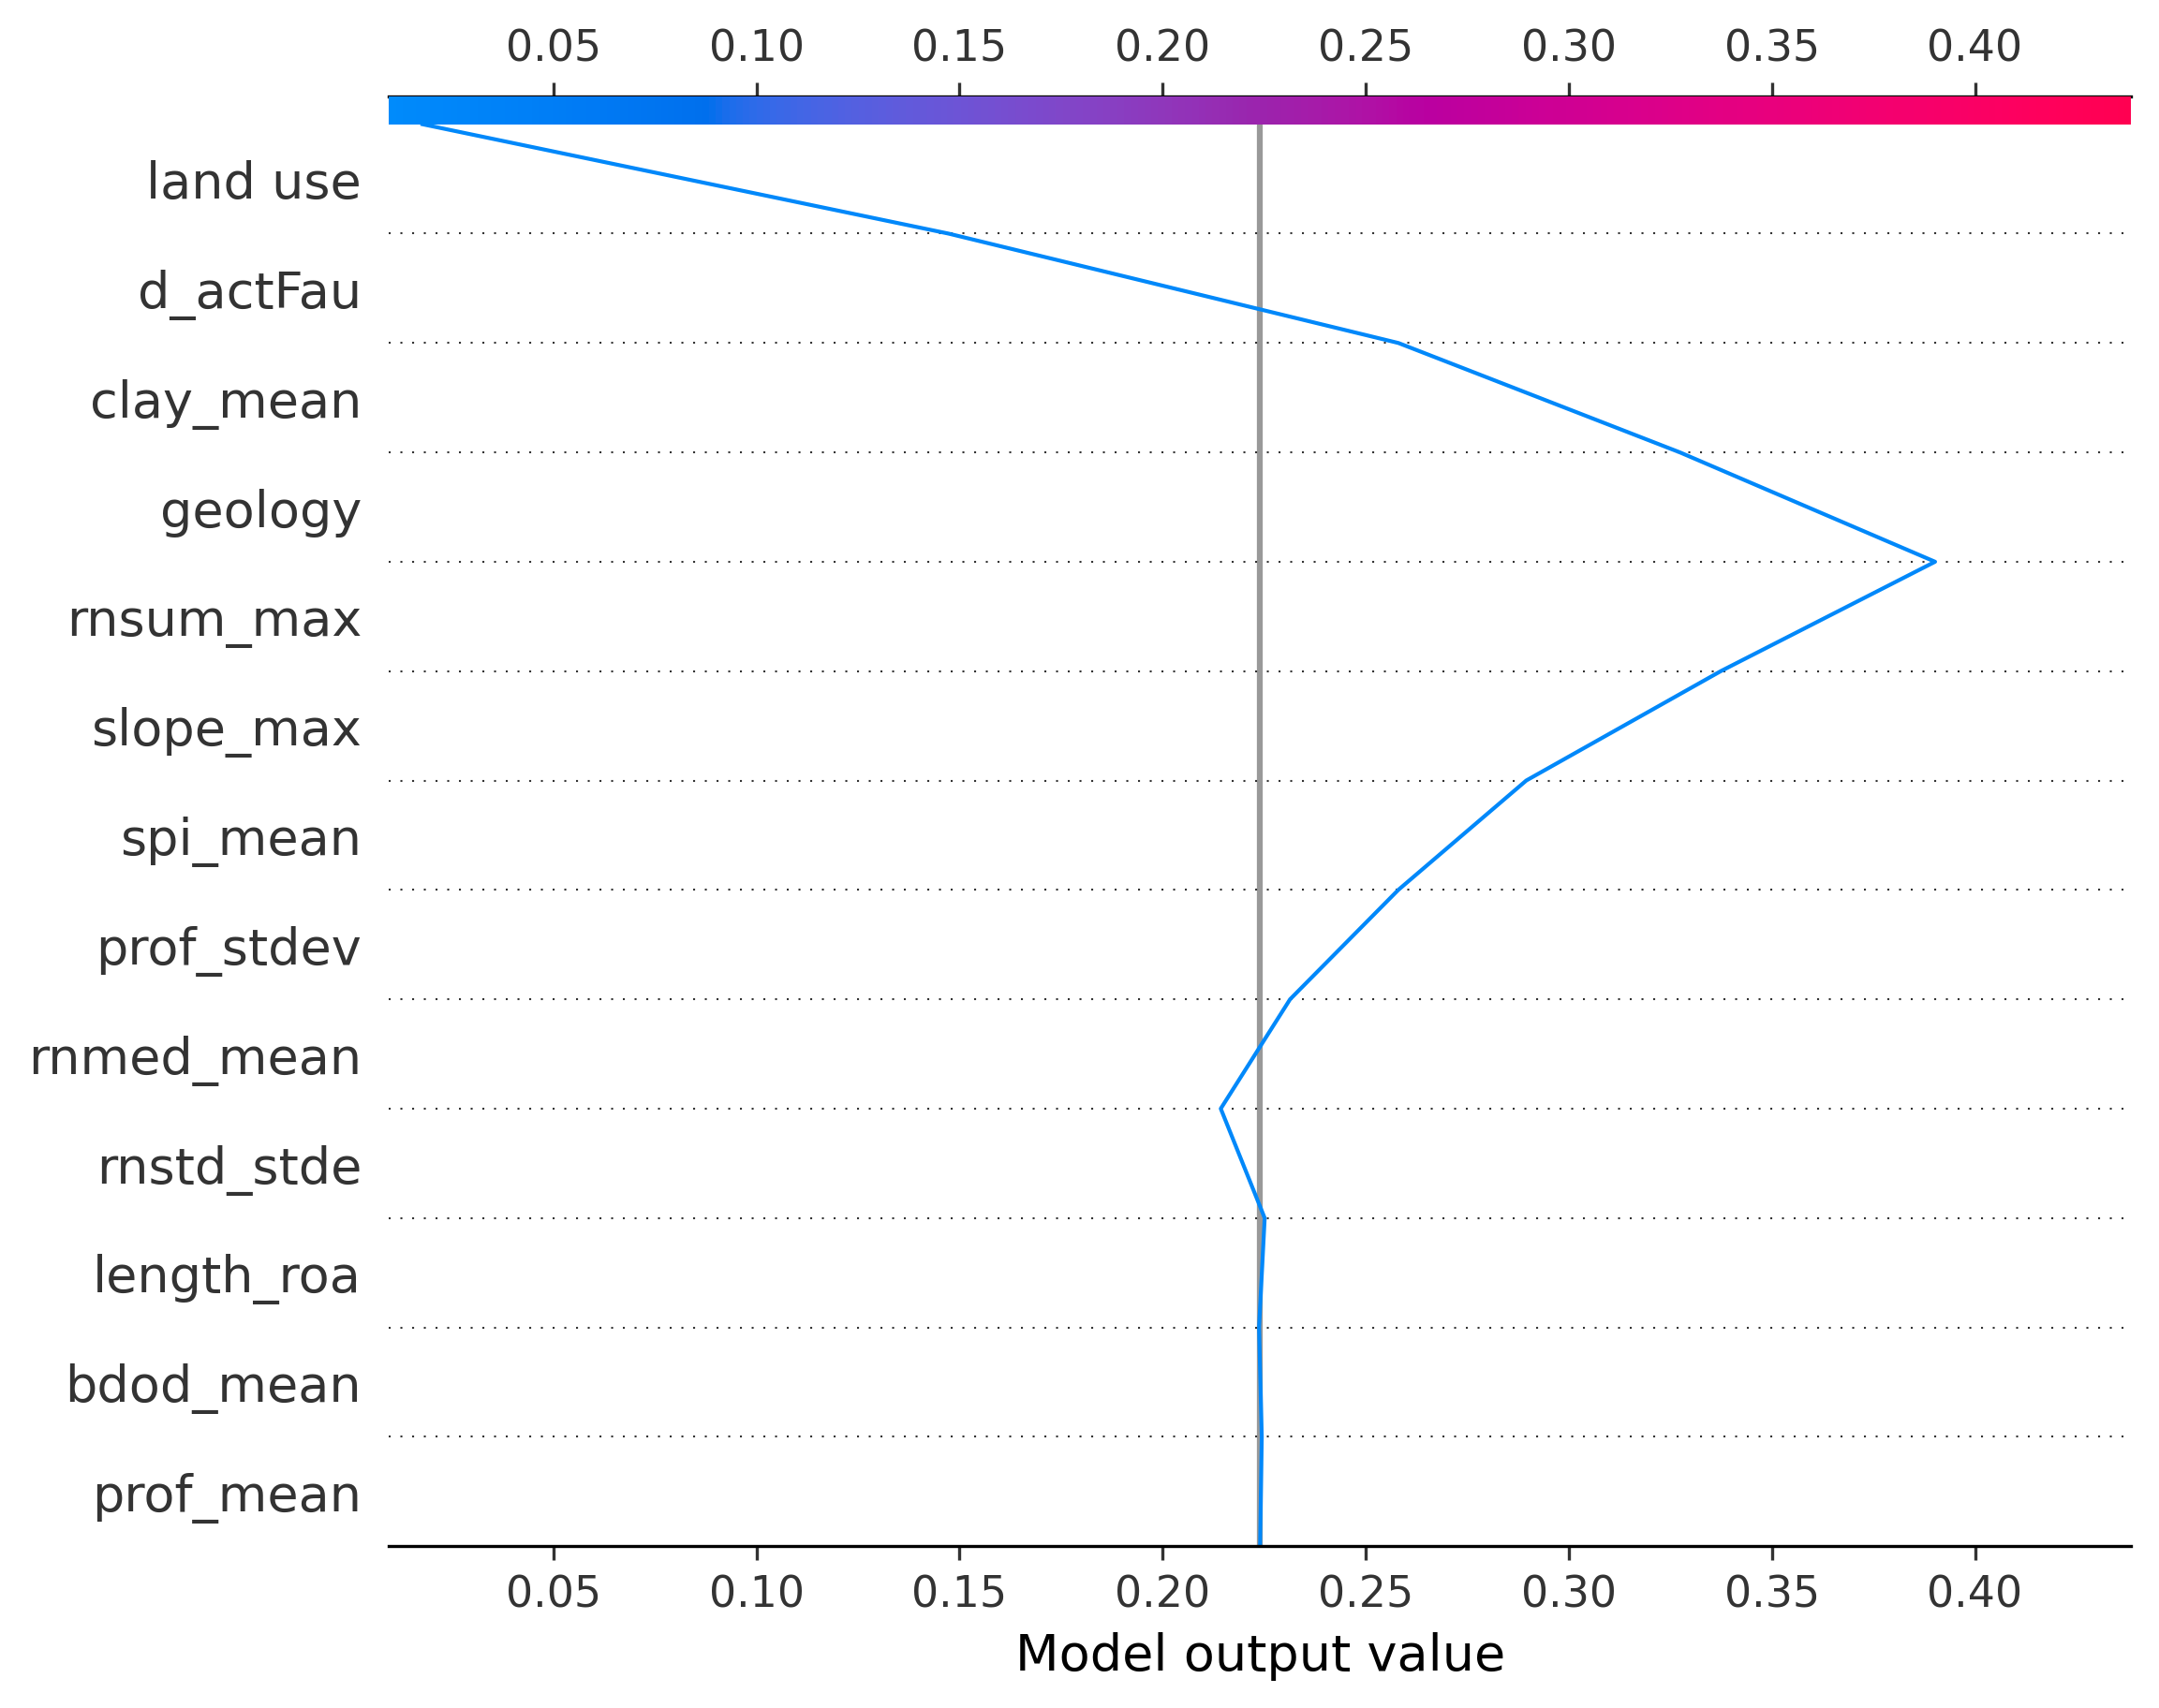 0.05 0.10 0.15 0.20 0.25 0.30 0.35 0.40
land use
d_actFau
clay_mean
geology
rnsum_max
slope_max
spi_mean
prof_stdev
rnmed_mean
rnstd_stde
length_roa
bdod_mean
prof_mean
0.05 0.10 0.15 0.20 0.25 0.30 0.35 0.40
Model output value